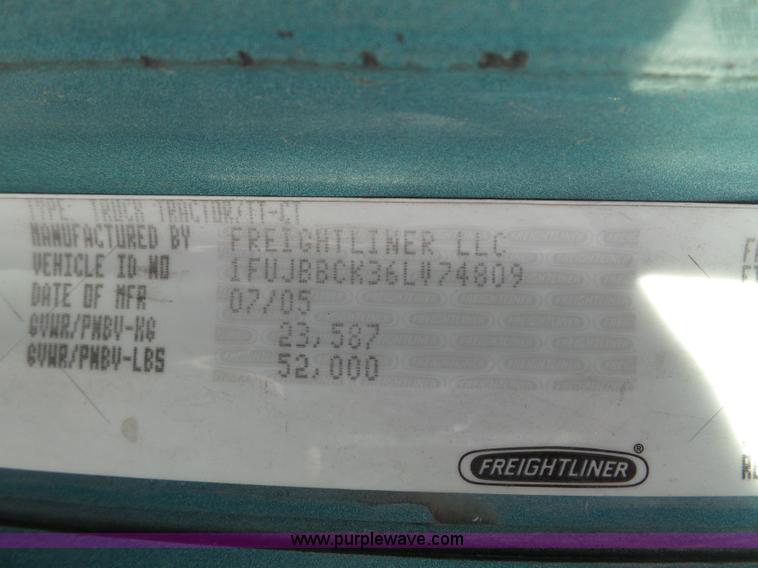 TYPE: TRUCK TRACTOR/TT-CT
MANUFACTURED BY FREIGHTLINER LLC
VEHICLE ID NO 1FUJBBCK36LV74809
DATE OF MFR 07/05
GVWR/PNBV-KG 23,587
GVWR/PNBV-LBS 52,000
FREIGHTLINER®
www.purplewave.com